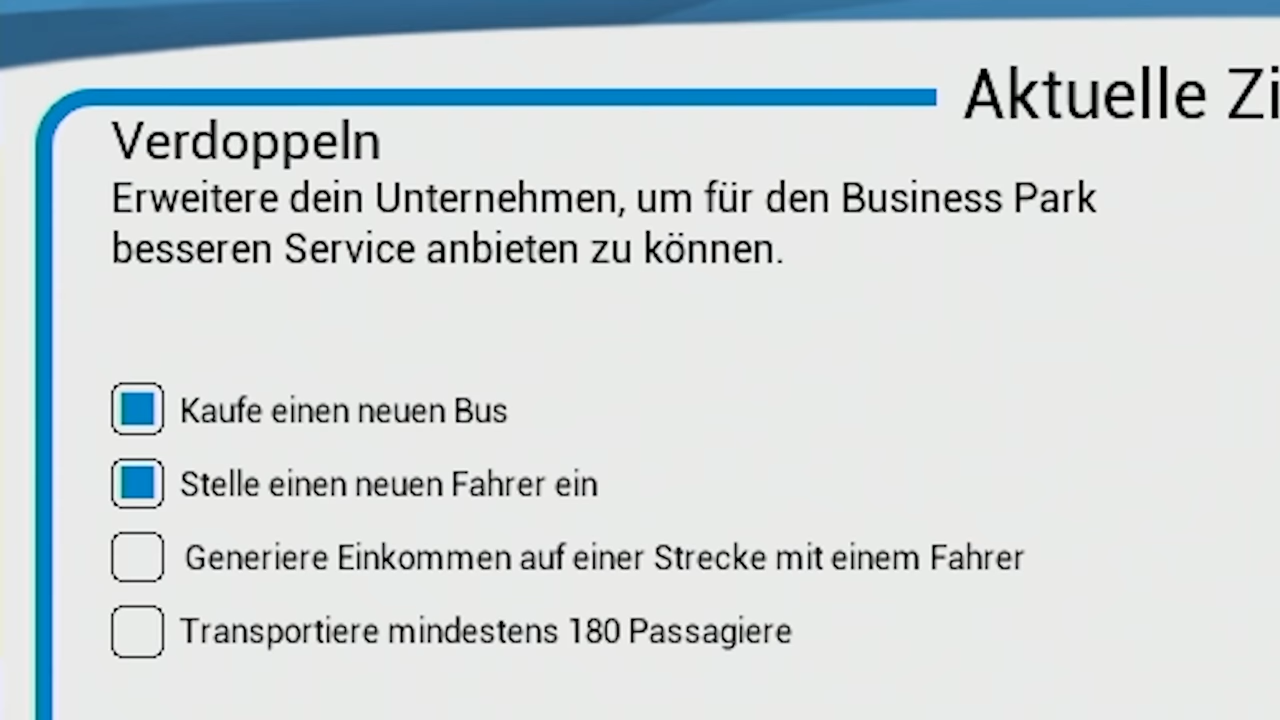 Aktuelle Zi
Verdoppeln
Erweitere dein Unternehmen, um für den Business Park
besseren Service anbieten zu können.
Kaufe einen neuen Bus
Stelle einen neuen Fahrer ein
Generiere Einkommen auf einer Strecke mit einem Fahrer
Transportiere mindestens 180 Passagiere